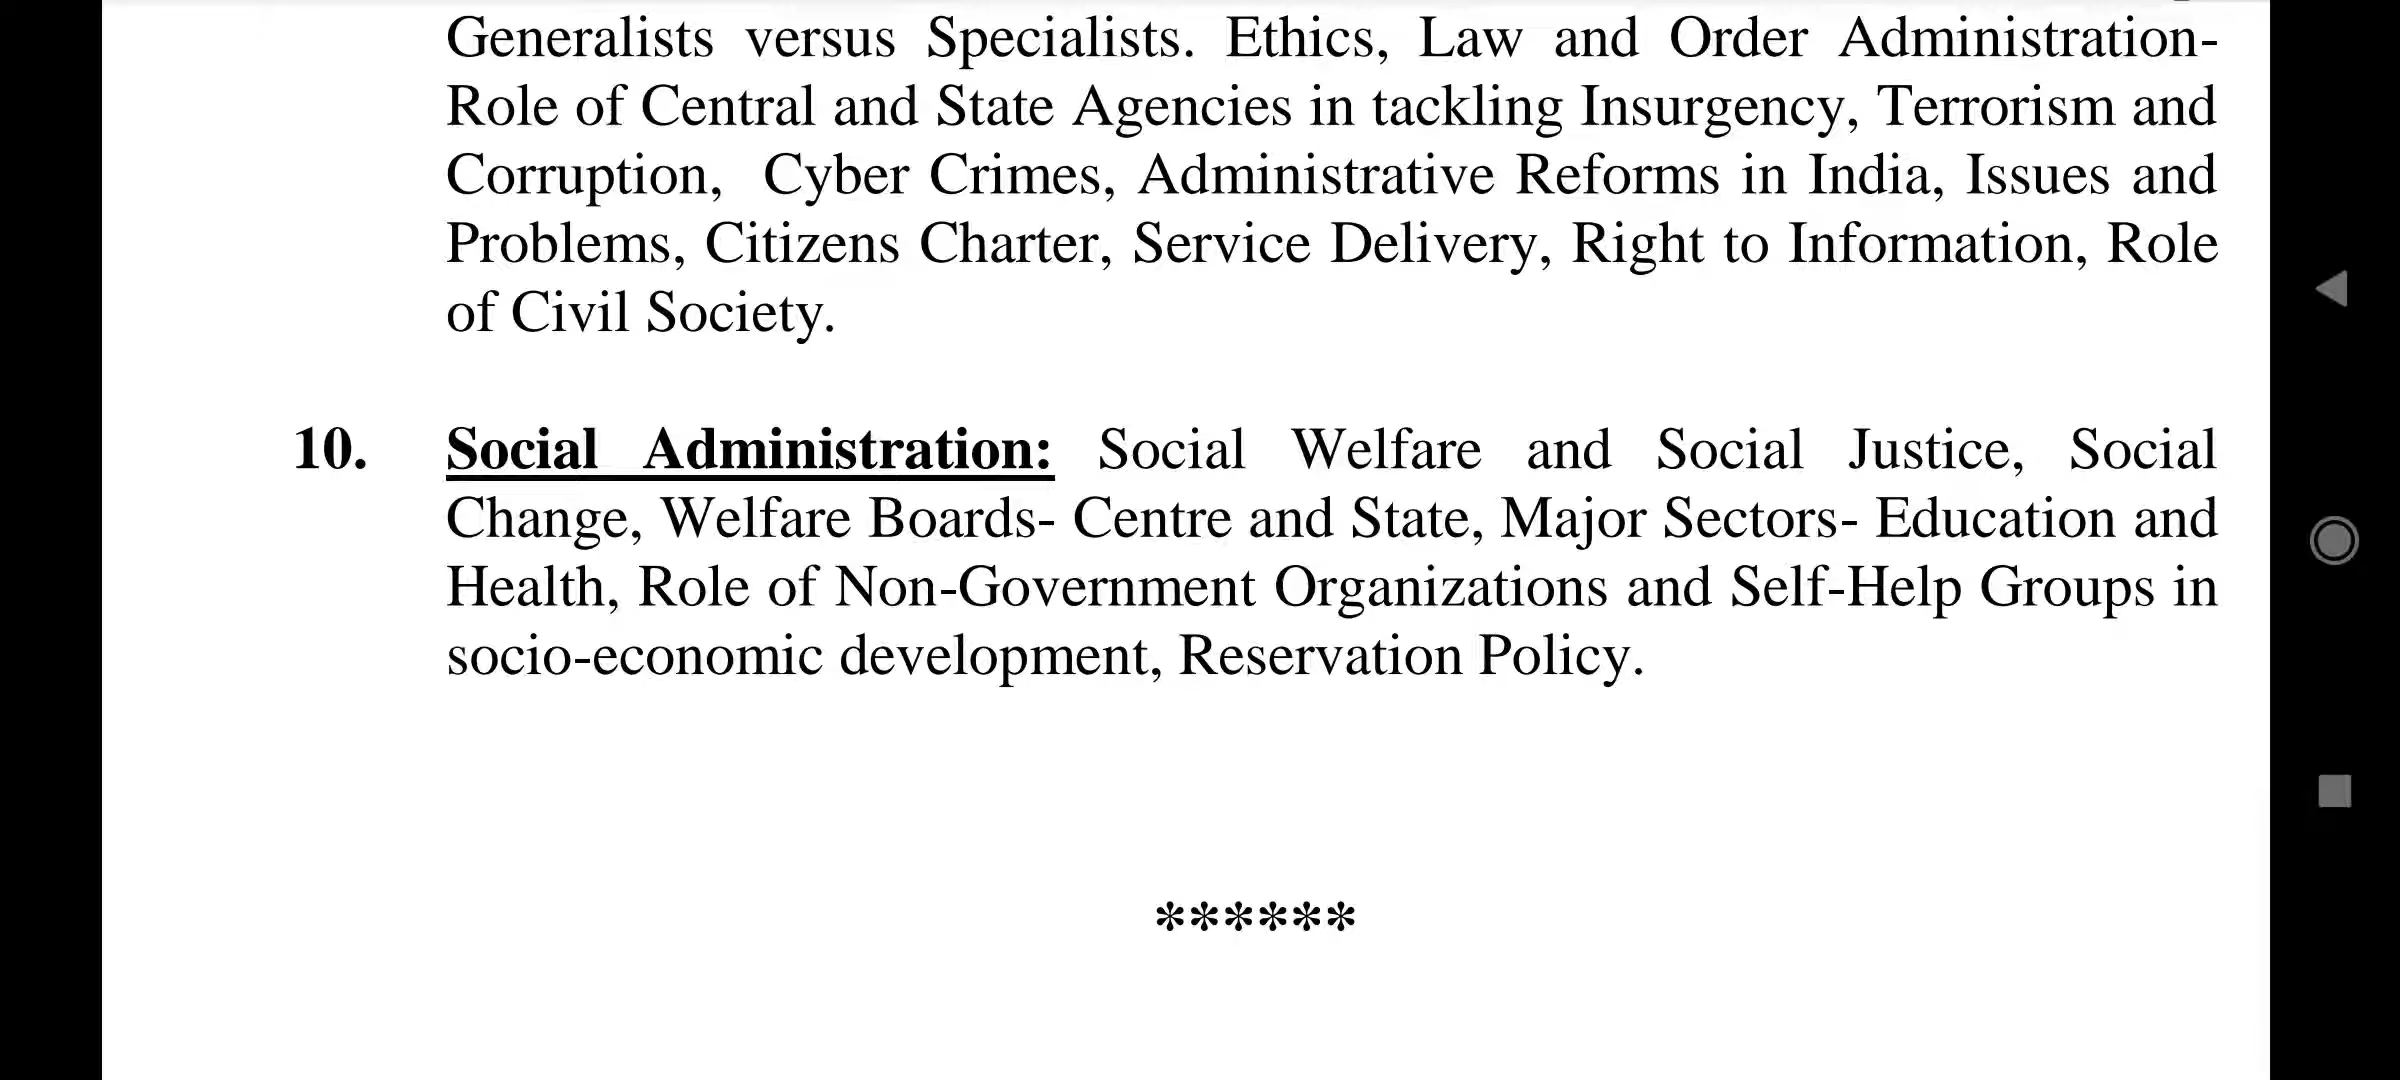 Generalists versus Specialists. Ethics, Law and Order Administration-
Role of Central and State Agencies in tackling Insurgency, Terrorism and
Corruption, Cyber Crimes, Administrative Reforms in India, Issues and
Problems, Citizens Charter, Service Delivery, Right to Information, Role
of Civil Society.
10. Social Administration: Social Welfare and Social Justice, Social
Change, Welfare Boards- Centre and State, Major Sectors- Education and
Health, Role of Non-Government Organizations and Self-Help Groups in
socio-economic development, Reservation Policy.
******